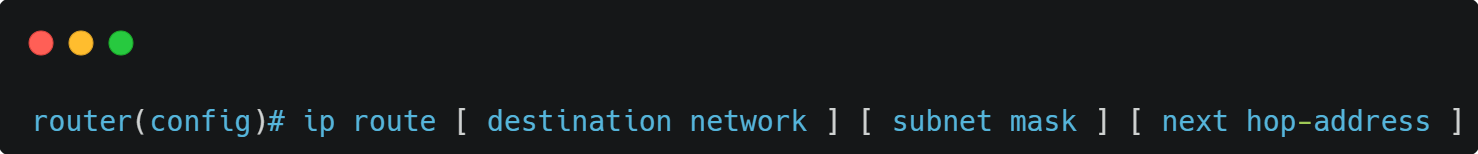 router(config)# ip route [ destination network ] [ subnet mask ] [ next hop-address ]